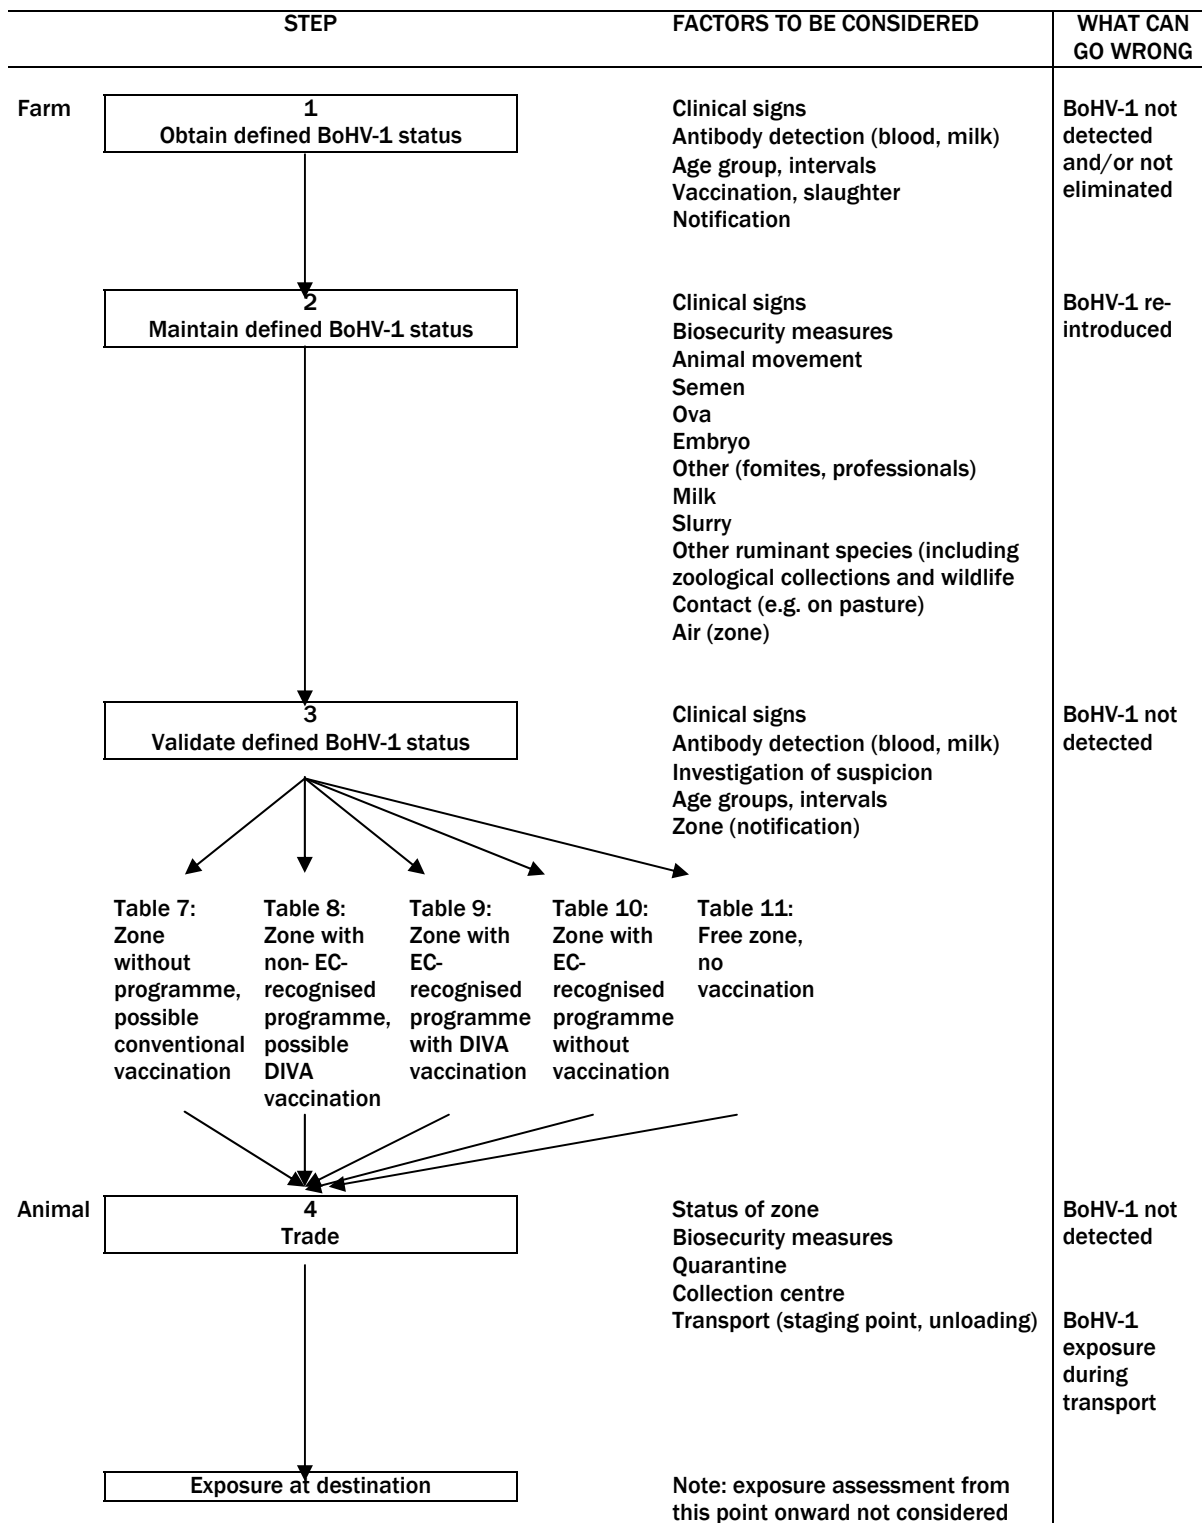 STEP
FACTORS TO BE CONSIDERED
WHAT CAN
GO WRONG
Farm
1
Obtain defined BoHV-1 status
Clinical signs
Antibody detection (blood, milk)
Age group, intervals
Vaccination, slaughter
Notification
BoHV-1 not
detected
and/or not
eliminated
2
Maintain defined BoHV-1 status
Clinical signs
Biosecurity measures
Animal movement
Semen
Ova
Embryo
Other (fomites, professionals)
Milk
Slurry
Other ruminant species (including
zoological collections and wildlife
Contact (e.g. on pasture)
Air (zone)
BoHV-1 re-
introduced
3
Validate defined BoHV-1 status
Clinical signs
Antibody detection (blood, milk)
Investigation of suspicion
Age groups, intervals
Zone (notification)
BoHV-1 not
detected
Table 7:
Zone
without
programme,
possible
conventional
vaccination
Table 8:
Zone with
non- EC-
recognised
programme,
possible
DIVA
vaccination
Table 9:
Zone with
EC-
recognised
programme
with DIVA
vaccination
Table 10:
Zone with
EC-
recognised
programme
without
vaccination
Table 11:
Free zone,
no
vaccination
Animal
4
Trade
Status of zone
Biosecurity measures
Quarantine
Collection centre
Transport (staging point, unloading)
BoHV-1 not
detected
BoHV-1
exposure
during
transport
Exposure at destination
Note: exposure assessment from
this point onward not considered